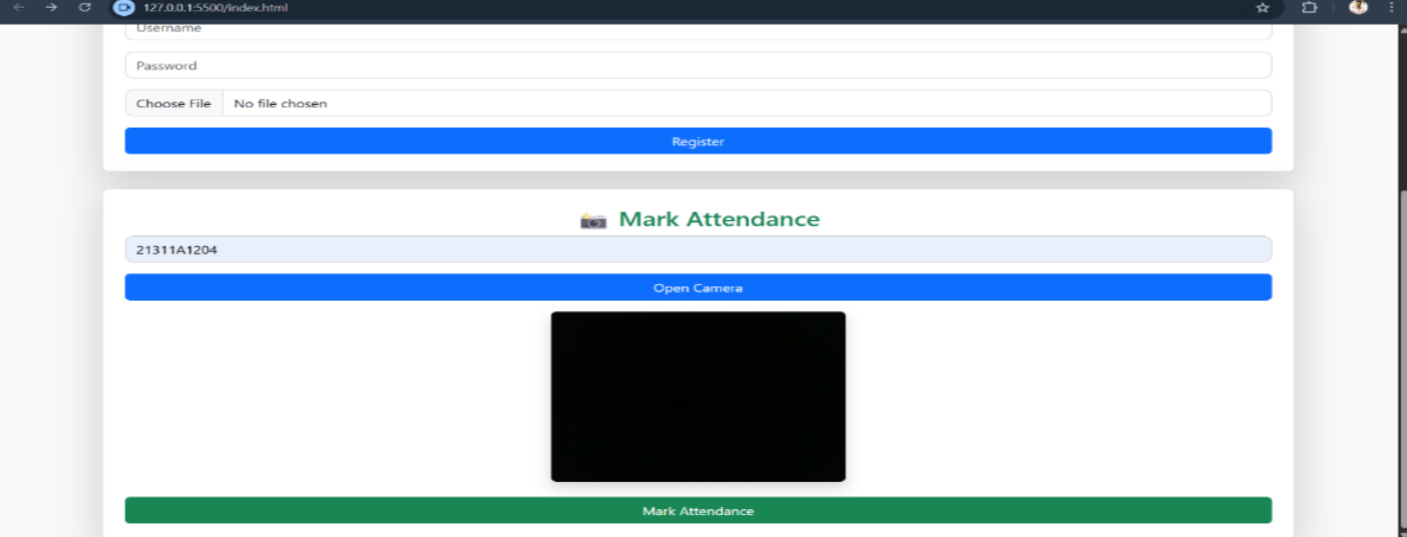 127.0.0.1:5500/index.html
Username
Password
Choose File No file chosen
Register
Mark Attendance
21311A1204
Open Camera
Mark Attendance